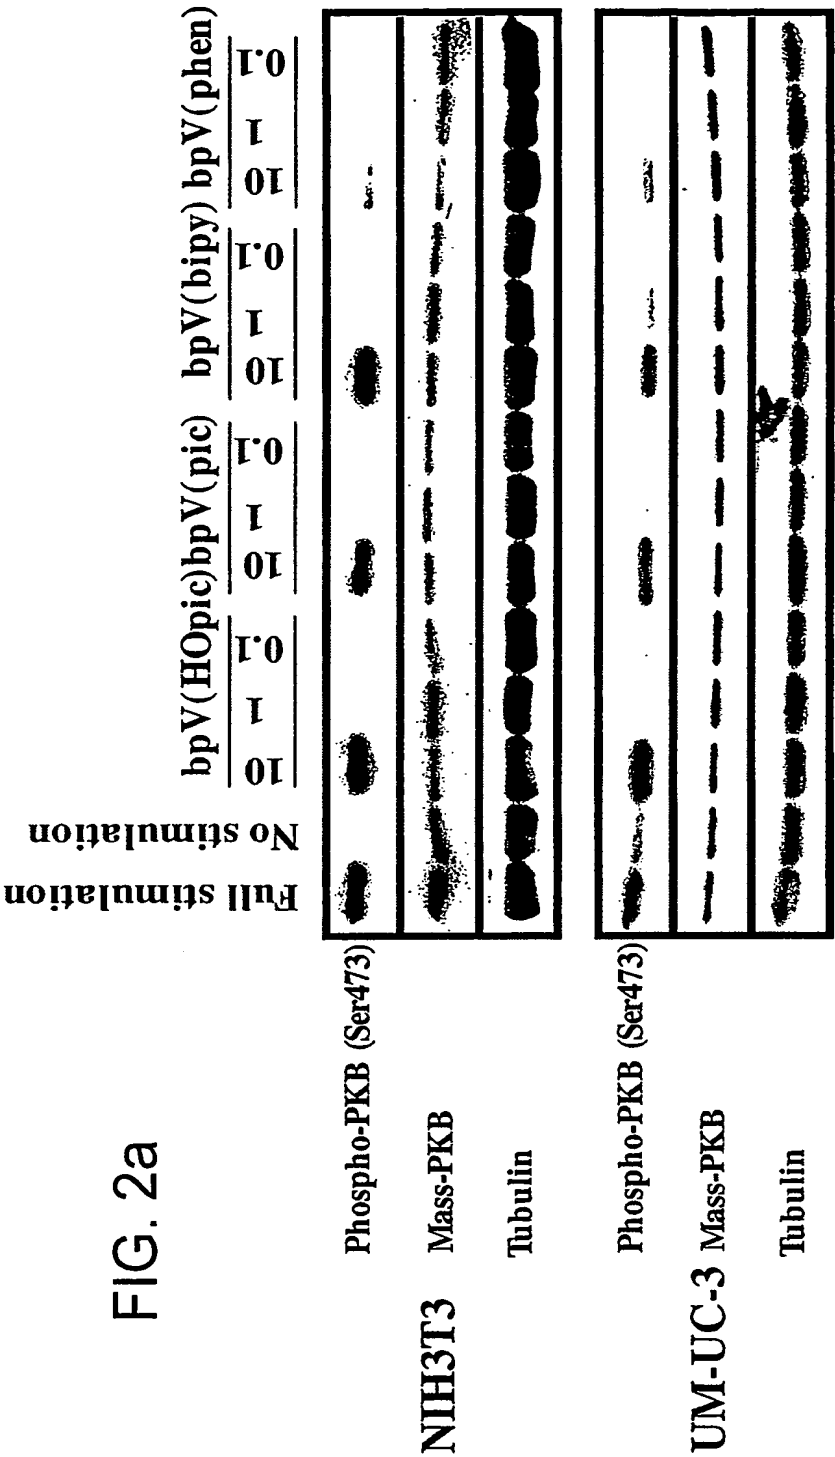 FIG. 2a
Full stimulation
No stimulation
bpV(HOpic)
10 1 0.1
bpV(pic)
10 1 0.1
bpV(bipy)
10 1 0.1
bpV(phen)
10 1 0.1
NIH3T3
Phospho-PKB (Ser473)
Mass-PKB
Tubulin
UM-UC-3
Phospho-PKB (Ser473)
Mass-PKB
Tubulin